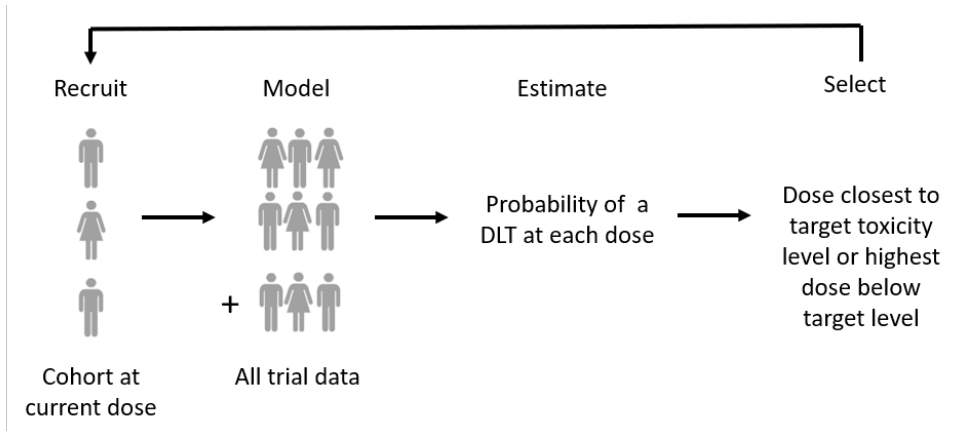 Recruit
Model
Estimate
Select
Probability of a
DLT at each dose
Dose closest to
target toxicity
level or highest
dose below
target level
+
Cohort at
current dose
All trial data